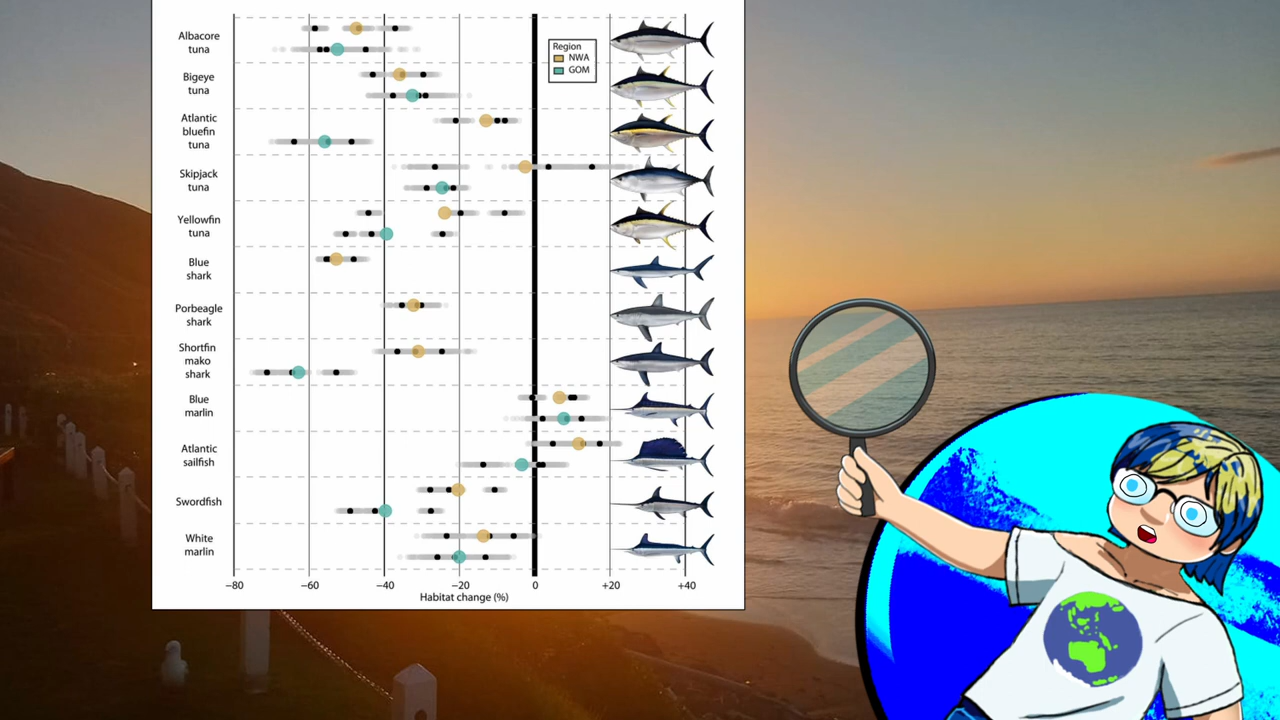 Albacore
tuna
Bigeye
tuna
Atlantic
bluefin
tuna
Skipjack
tuna
Yellowfin
tuna
Blue
shark
Porbeagle
shark
Shortfin
mako
shark
Blue
marlin
Atlantic
sailfish
Swordfish
White
marlin
Region
NWA
GOM
−80 −60 −40 −20 0 +20 +40
Habitat change (%)